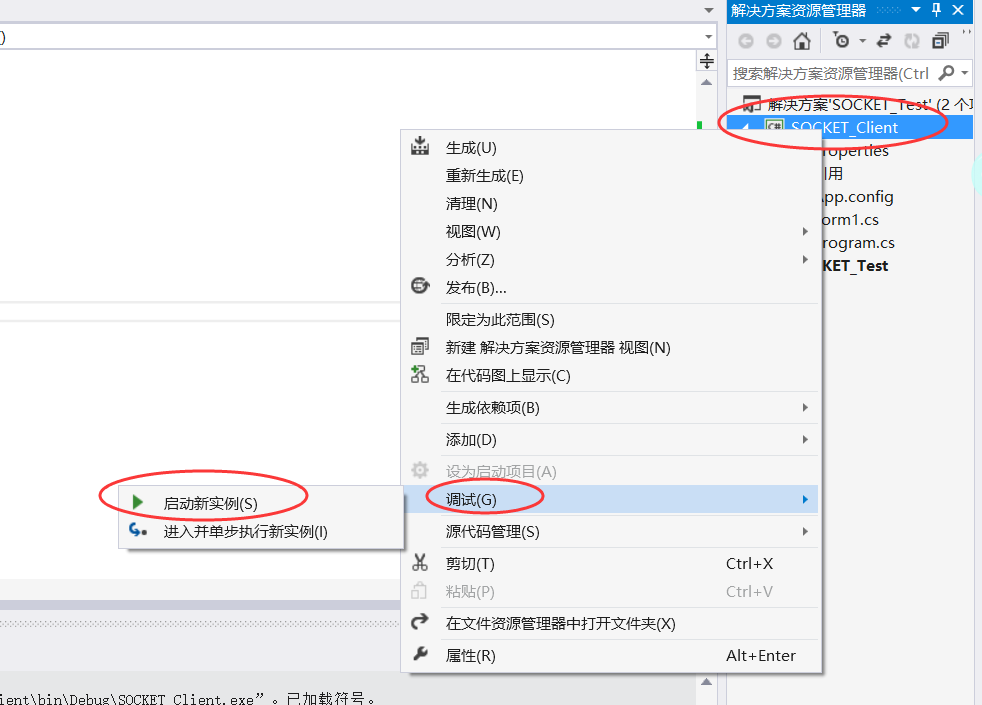 解决方案资源管理器
)
搜索解决方案资源管理器(Ctrl
解决方案'SOCKET_Test' (2 个项
C# SOCKET_Client
roperties
引用
App.config
orm1.cs
rogram.cs
KET_Test
生成(U)
重新生成(E)
清理(N)
视图(W)
分析(Z)
发布(B)...
限定为此范围(S)
新建 解决方案资源管理器 视图(N)
在代码图上显示(C)
生成依赖项(B)
添加(D)
设为启动项目(A)
调试(G)
启动新实例(S)
进入并单步执行新实例(I)
源代码管理(S)
剪切(T) Ctrl+X
粘贴(P) Ctrl+V
在文件资源管理器中打开文件夹(X)
属性(R) Alt+Enter
ient\bin\Debug\SOCKET_Client.exe”。已加载符号。